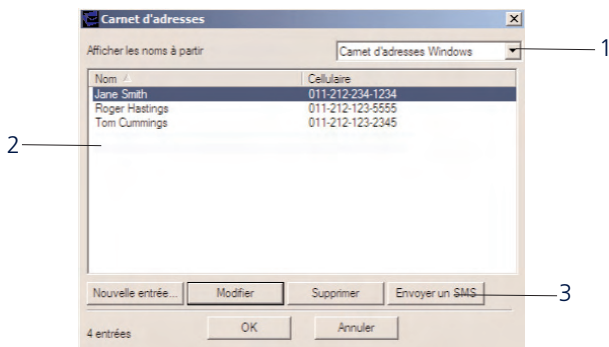 Carnet d'adresses
Afficher les noms à partir Carnet d'adresses Windows 1
Nom Cellulaire
Jane Smith 011-212-234-1234
Roger Hastings 011-212-123-5555
Tom Cummings 011-212-123-2345
2
Nouvelle entrée... Modifier Supprimer Envoyer un SMS 3
4 entrées OK Annuler